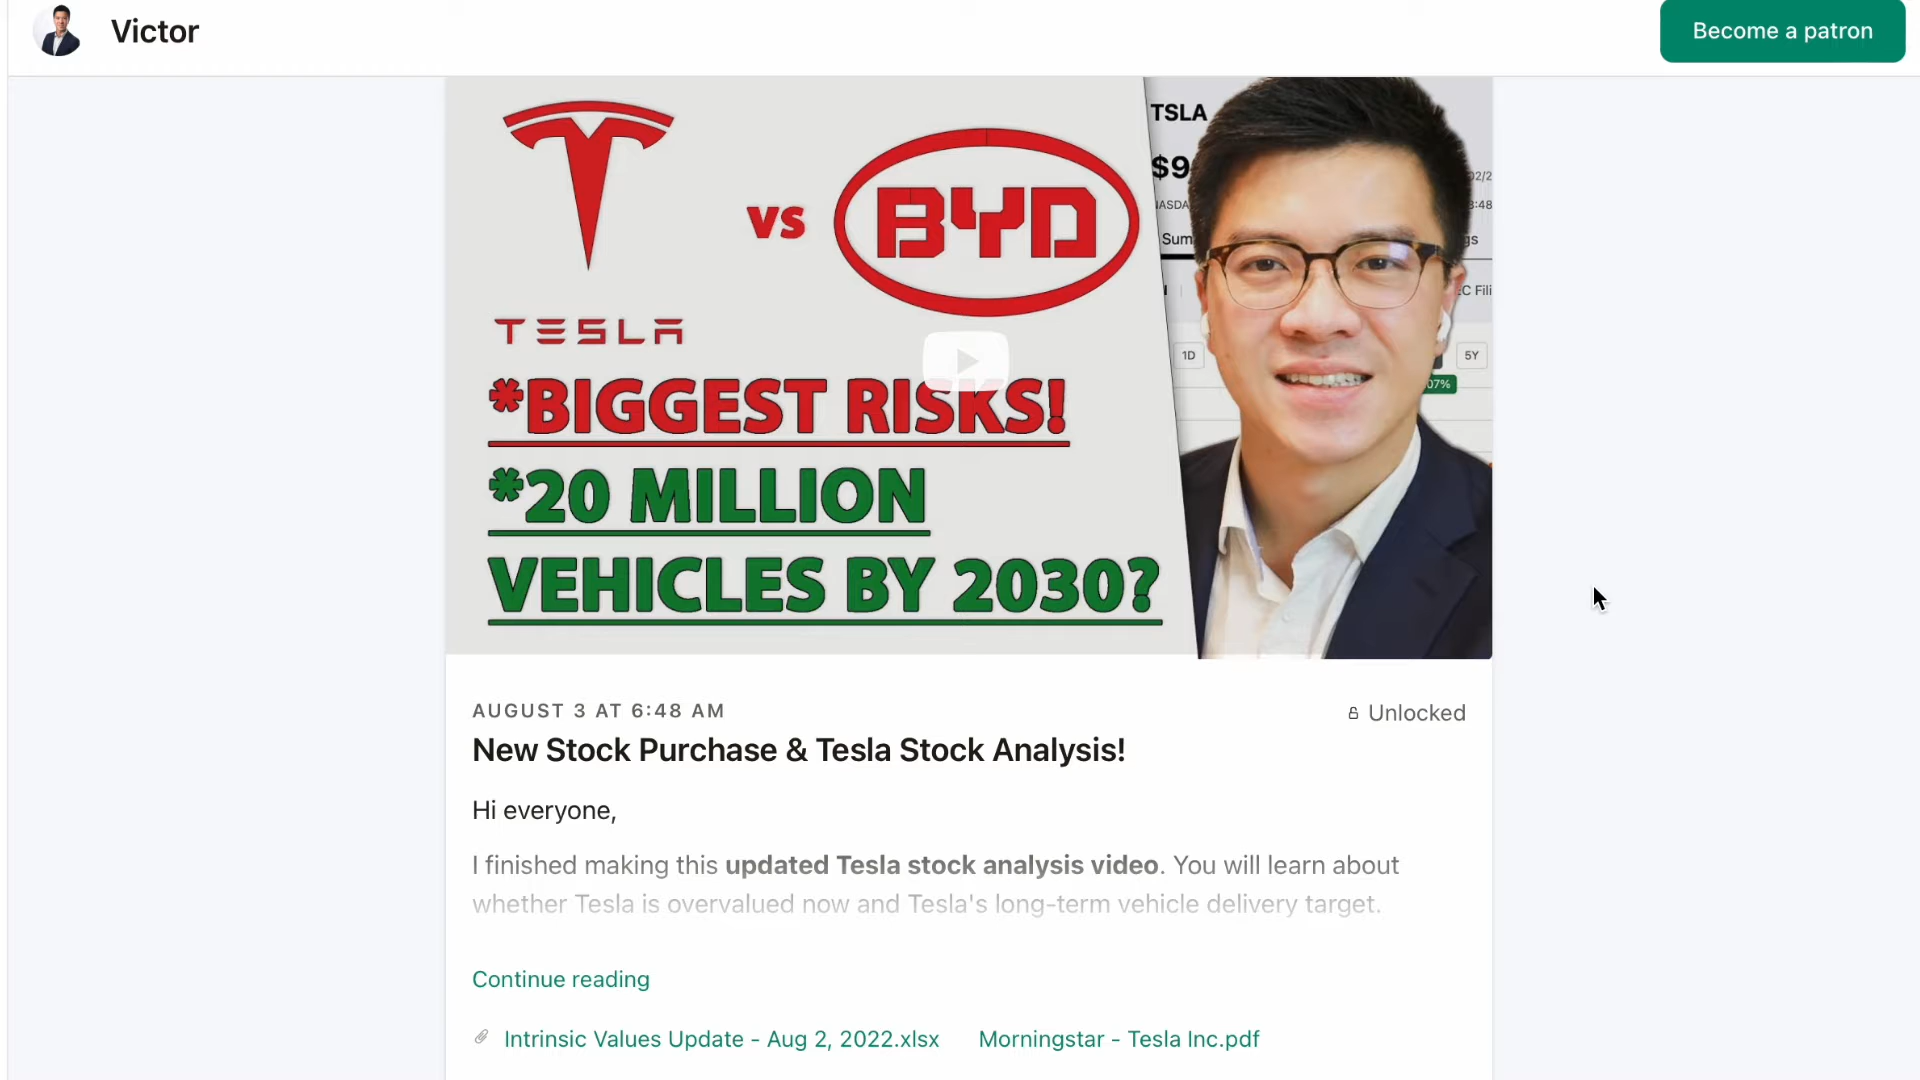 Victor
Become a patron
TSLA
$9
VS
BYD
TESLA
1D
5Y
07%
*BIGGEST RISKS!
*20 MILLION
VEHICLES BY 2030?
AUGUST 3 AT 6:48 AM
Unlocked
New Stock Purchase & Tesla Stock Analysis!
Hi everyone,
I finished making this updated Tesla stock analysis video. You will learn about
whether Tesla is overvalued now and Tesla's long-term vehicle delivery target.
Continue reading
Intrinsic Values Update - Aug 2, 2022.xlsx
Morningstar - Tesla Inc.pdf